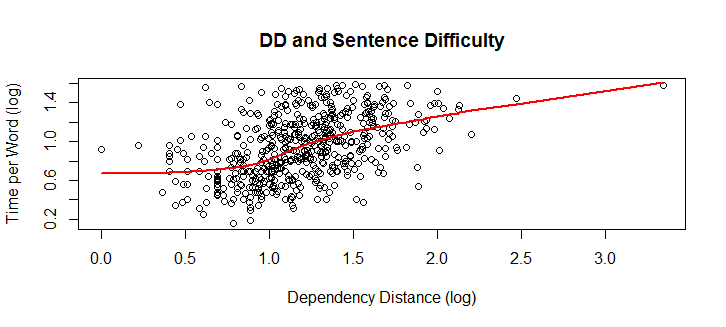 DD and Sentence Difficulty
Time per Word (log)
0.2 0.6 1.0 1.4
0.0 0.5 1.0 1.5 2.0 2.5 3.0
Dependency Distance (log)